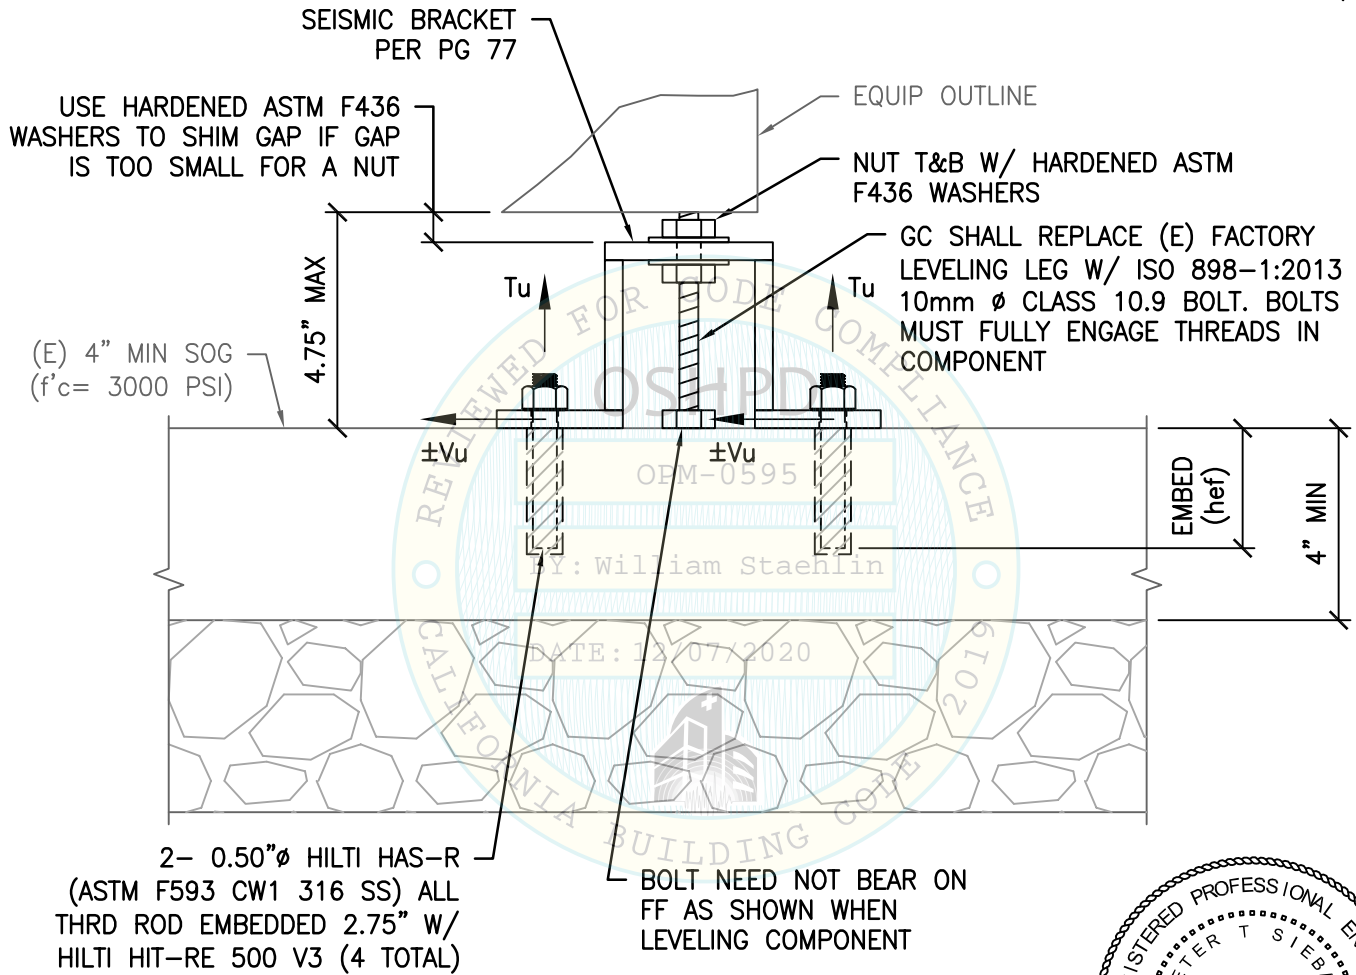 SEISMIC BRACKET
PER PG 77
USE HARDENED ASTM F436
WASHERS TO SHIM GAP IF GAP
IS TOO SMALL FOR A NUT
EQUIP OUTLINE
NUT T&B W/ HARDENED ASTM
F436 WASHERS
GC SHALL REPLACE (E) FACTORY
LEVELING LEG W/ ISO 898-1:2013
10mm ø CLASS 10.9 BOLT. BOLTS
MUST FULLY ENGAGE THREADS IN
COMPONENT
4.75" MAX
Tu
Tu
(E) 4" MIN SOG
(f'c= 3000 PSI)
±Vu
±Vu
EMBED
(hef)
4" MIN
REVIEWED FOR CODE COMPLIANCE
OSHPD
OPM-0595
BY: William Staehlin
DATE: 12/07/2020
CALIFORNIA BUILDING CODE 2019
2- 0.50"ø HILTI HAS-R
(ASTM F593 CW1 316 SS) ALL
THRD ROD EMBEDDED 2.75" W/
HILTI HIT-RE 500 V3 (4 TOTAL)
BOLT NEED NOT BEAR ON
FF AS SHOWN WHEN
LEVELING COMPONENT
PROFESSIONAL
T